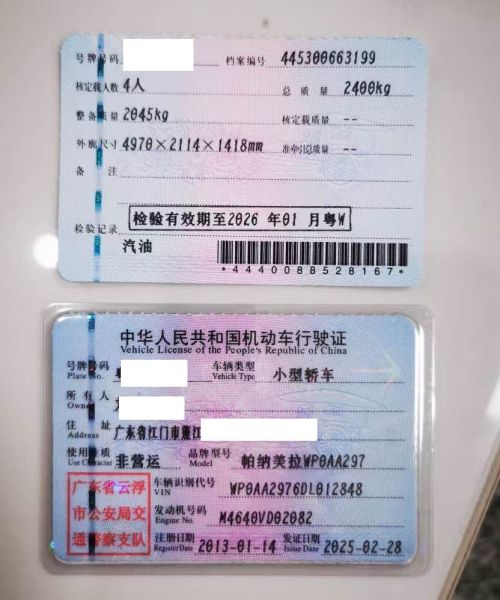 号牌号码 档案编号 445300663199
核定载人数 4人 总 质 量 2400kg
整备质量 2045kg 核定载质量 --
外廓尺寸 4970×2114×1418mm 准牵引总质量 --
备 注
检验记录 检验有效期至2026 年01 月粤W
汽油
*4440088528167*
中华人民共和国机动车行驶证
Vehicle License of the People's Republic of China
号牌号码 车辆类型 小型轿车
Plate No. Vehicle Type
所 有 人
Owner
住 址 广东省江门市蓬江
Address
使用性质 非营运 品牌型号 帕纳美拉WP0AA297
Use Character Model
广东省云浮 车辆识别代号 WP0AA2976DL012848
VIN
市公安局交 发动机号码 M4640VD02082
Engine No.
通警察支队 注册日期 2013-01-14 发证日期 2025-02-28
Register Date Issue Date